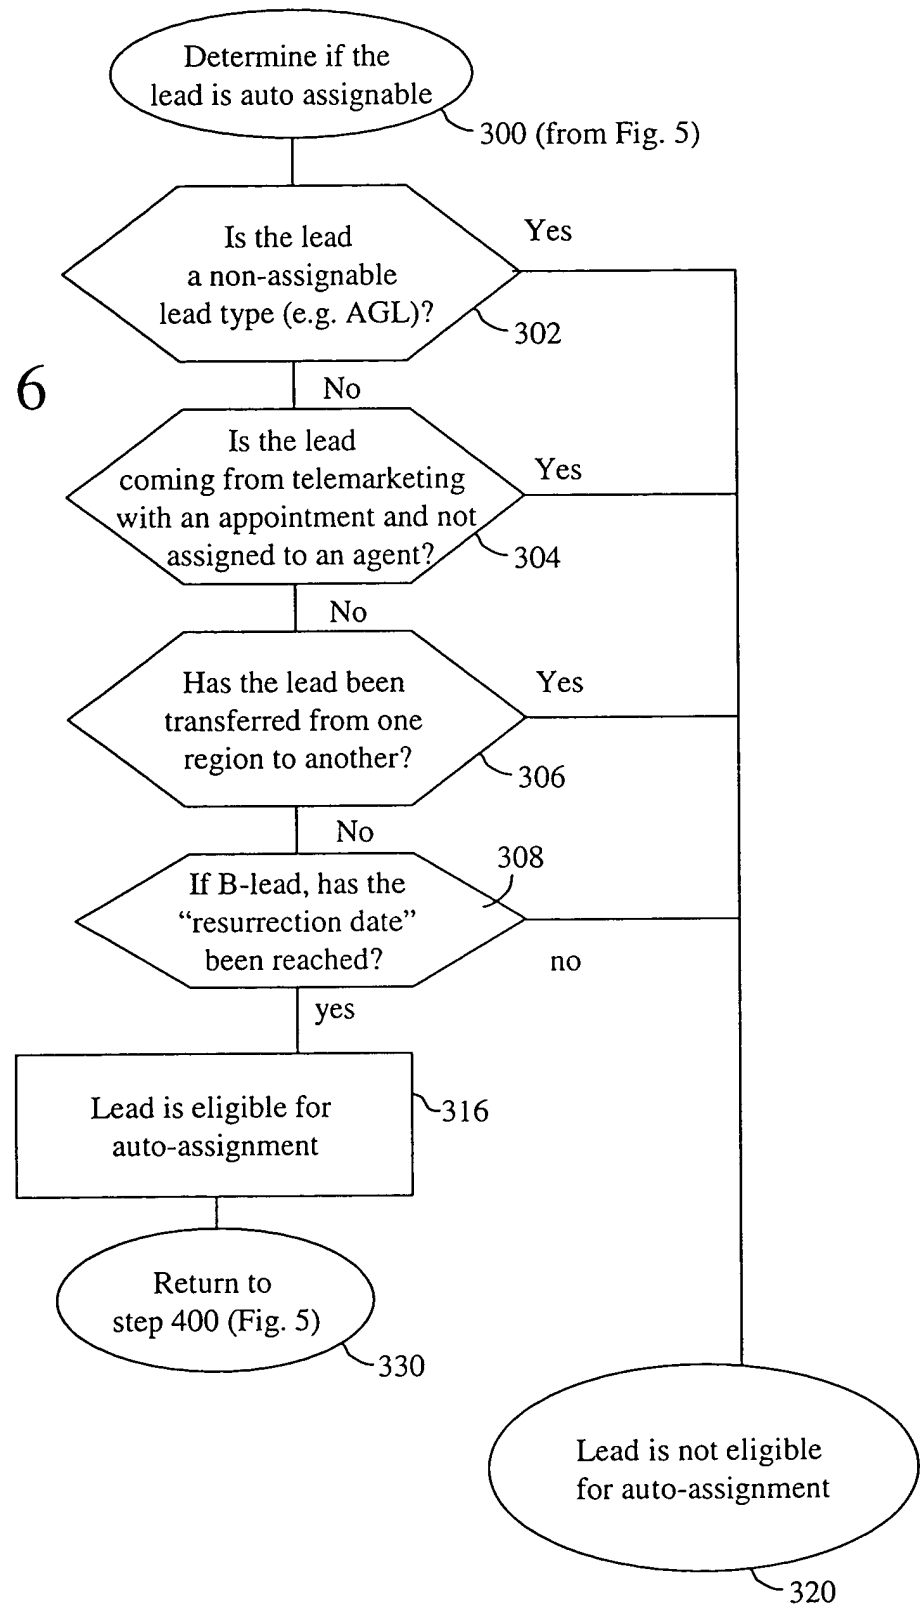 Determine if the
lead is auto assignable
300 (from Fig. 5)
Is the lead
a non-assignable
lead type (e.g. AGL)?
Yes
302
6
No
Is the lead
coming from telemarketing
with an appointment and not
assigned to an agent?
Yes
304
No
Has the lead been
transferred from one
region to another?
Yes
306
No
308
If B-lead, has the
“resurrection date”
been reached?
no
yes
Lead is eligible for
auto-assignment
316
Return to
step 400 (Fig. 5)
330
Lead is not eligible
for auto-assignment
320